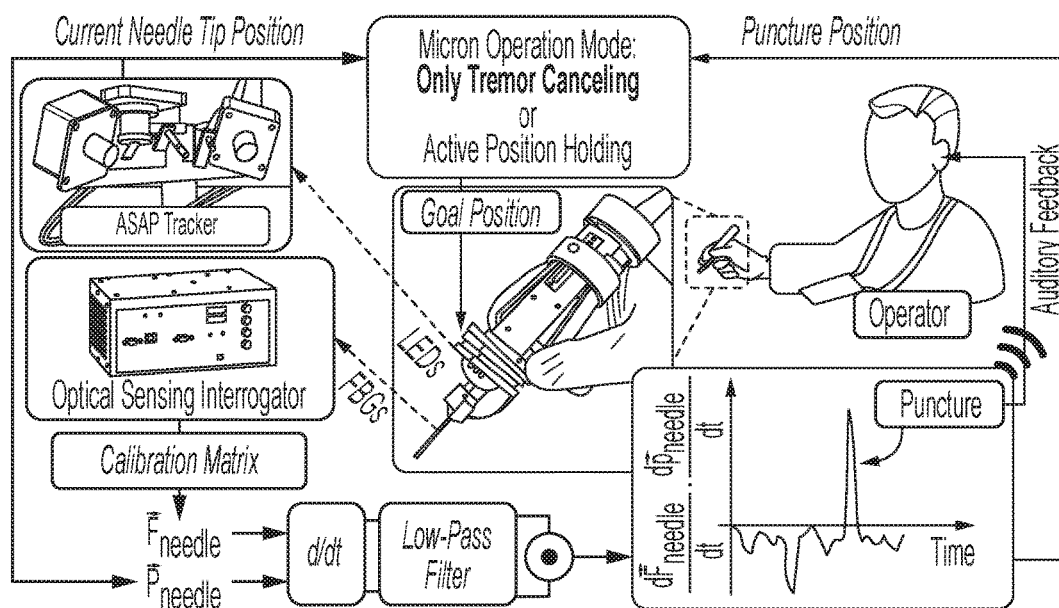 Current Needle Tip Position
Micron Operation Mode:
Only Tremor Canceling
or
Active Position Holding
Puncture Position
ASAP Tracker
Goal Position
Operator
Auditory Feedback
LEDs
FBGs
Optical Sensing Interrogator
Calibration Matrix
F⃗needle
P⃗needle
d/dt
Low-Pass
Filter
Puncture
dp⃗needle
dt
dF⃗needle
dt
Time